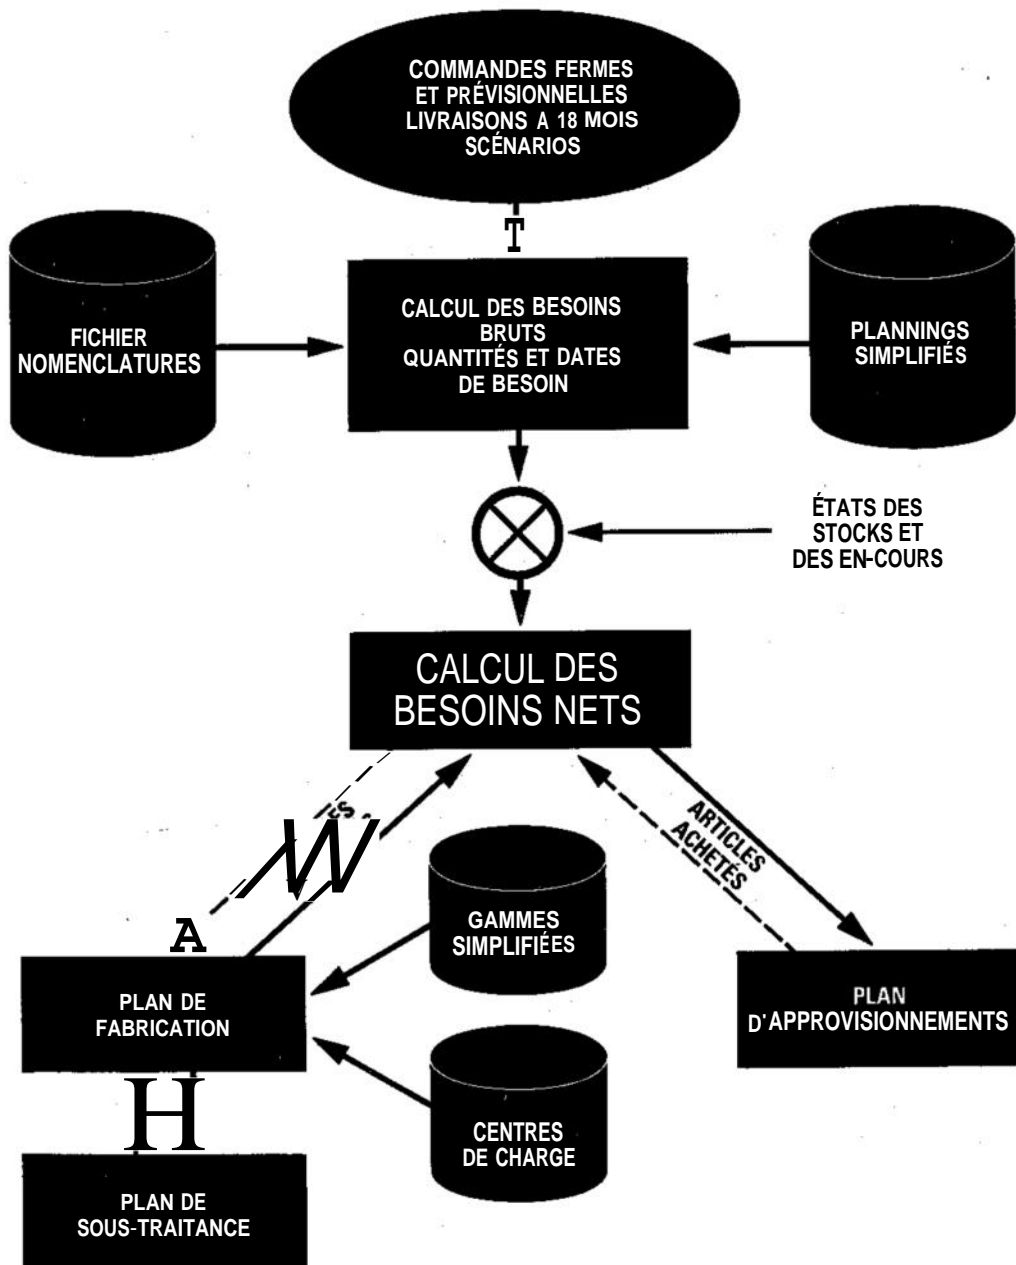 COMMANDES FERMES
ET PRÉVISIONNELLES
LIVRAISONS A 18 MOIS
SCÉNARIOS
T
FICHIER
NOMENCLATURES
CALCUL DES BESOINS
BRUTS
QUANTITÉS ET DATES
DE BESOIN
PLANNINGS
SIMPLIFIÉS
ÉTATS DES
STOCKS ET
DES EN-COURS
CALCUL DES
BESOINS NETS
W
ARTICLES
ACHETÉS
A
GAMMES
SIMPLIFIÉES
PLAN DE
FABRICATION
PLAN
D'APPROVISIONNEMENTS
H
CENTRES
DE CHARGE
PLAN DE
SOUS-TRAITANCE